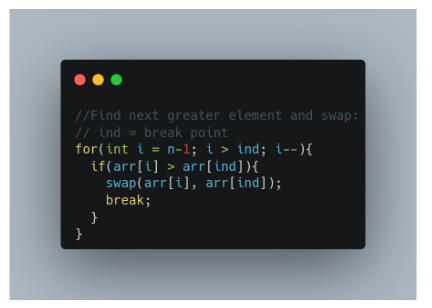 //Find next greater element and swap:
// ind = break point
for(int i = n-1; i > ind; i--){
if(arr[i] > arr[ind]){
swap(arr[i], arr[ind]);
break;
}
}